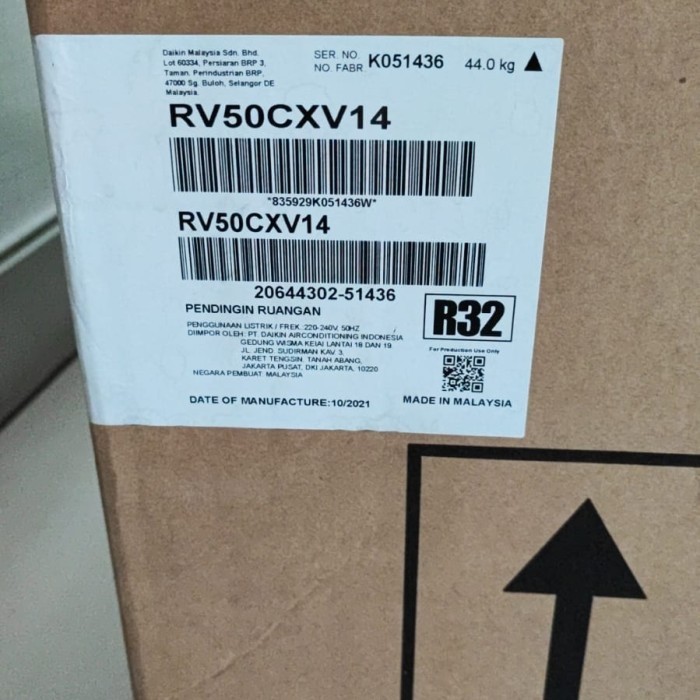 Daikin Malaysia Sdn. Bhd.
Lot 60334, Persiaran BRP 3,
Taman Perindustrian BRP,
47000 Sg. Buloh, Selangor DE
Malaysia.
SER. NO.
NO. FABR
K051436
44.0 kg
RV50CXV14
*835929K051436W*
RV50CXV14
20644302-51436
PENDINGIN RUANGAN
R32
PENGGUNAAN LISTRIK / FREK.:220-240V, 50HZ
DIIMPOR OLEH: PT. DAIKIN AIRCONDITIONING INDONESIA
GEDUNG WISMA KEIAI LANTAI 18 DAN 19
JL. JEND. SUDIRMAN KAV 3,
KARET TENGSIN, TANAH ABANG,
JAKARTA PUSAT, DKI JAKARTA, 10220
NEGARA PEMBUAT MALAYSIA
For Production Use Only
DATE OF MANUFACTURE:10/2021
MADE IN MALAYSIA